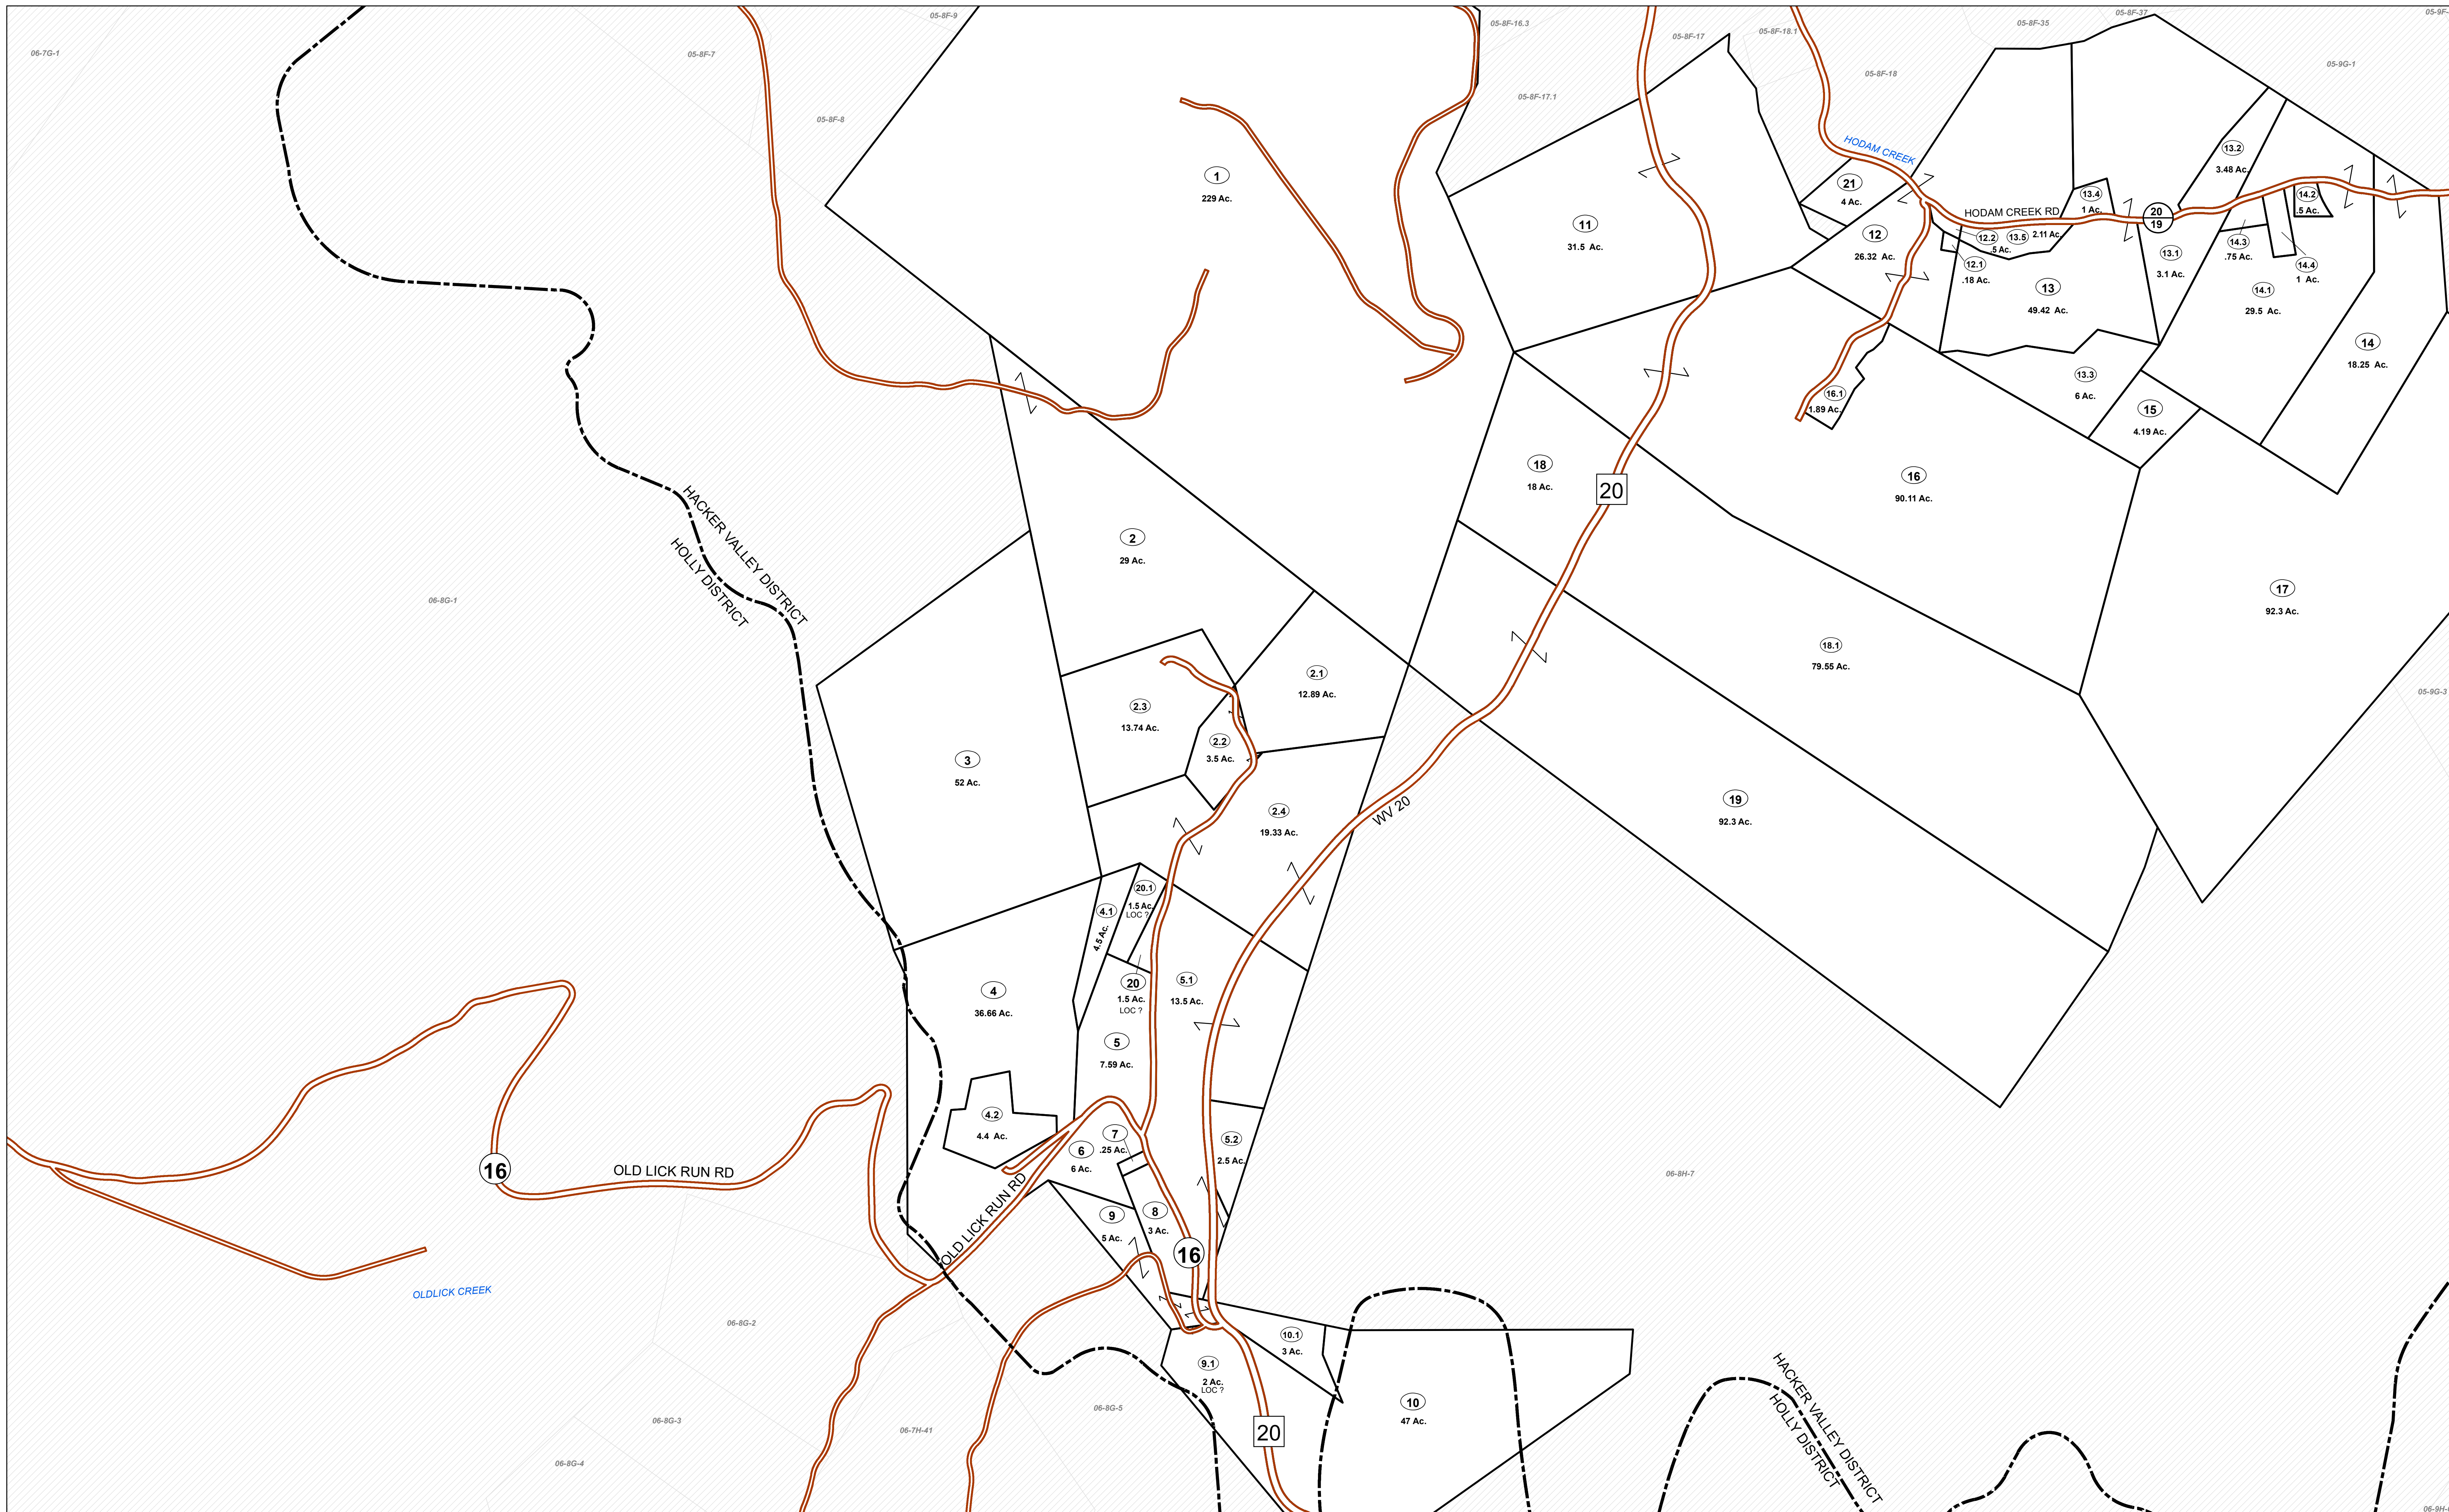 05-8F-9
05-8F-16.3
05-8F-37
05-9F-
06-7G-1
05-8F-7
05-8F-17
05-8F-18.1
05-8F-35
05-8F-8
05-8F-17.1
05-8F-18
05-9G-1
HODAM CREEK
1
229 Ac.
11
31.5 Ac.
21
4 Ac.
12
26.32 Ac.
HODAM CREEK RD
13.4
1 Ac.
20
19
13.2
3.48 Ac.
14.2
.5 Ac.
12.2
.5 Ac.
13.5
2.11 Ac.
12.1
.18 Ac.
13
49.42 Ac.
13.1
3.1 Ac.
14.3
.75 Ac.
14.4
1 Ac.
14.1
29.5 Ac.
14
18.25 Ac.
13.3
6 Ac.
16.1
1.89 Ac.
15
4.19 Ac.
18
18 Ac.
20
16
90.11 Ac.
HACKER VALLEY DISTRICT
HOLLY DISTRICT
2
29 Ac.
06-8G-1
17
92.3 Ac.
18.1
79.55 Ac.
2.1
12.89 Ac.
05-9G-3
2.3
13.74 Ac.
2.2
3.5 Ac.
3
52 Ac.
2.4
19.33 Ac.
WV 20
19
92.3 Ac.
20.1
1.5 Ac.
LOC ?
4.1
4.5 Ac.
20
1.5 Ac.
LOC ?
5.1
13.5 Ac.
4
36.66 Ac.
5
7.59 Ac.
4.2
4.4 Ac.
7
.25 Ac.
6
6 Ac.
5.2
2.5 Ac.
06-8H-7
16
OLD LICK RUN RD
OLD LICK RUN RD
9
5 Ac.
8
3 Ac.
16
OLDLICK CREEK
06-8G-2
10.1
3 Ac.
9.1
2 Ac.
LOC ?
10
47 Ac.
HACKER VALLEY DISTRICT
HOLLY DISTRICT
06-8G-3
06-7H-41
06-8G-5
20
06-8G-4